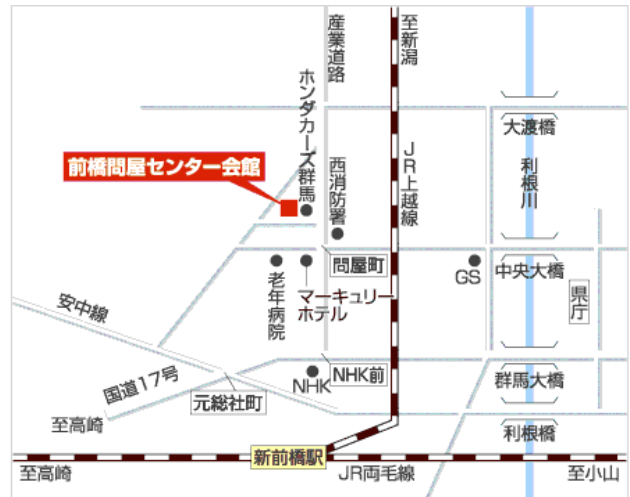 産業道路
至新潟
ホンダカーズ群馬
大渡橋
前橋問屋センター会館
西消防署
JR上越線
利根川
問屋町
GS
中央大橋
老年病院
マーキュリー
ホテル
県庁
安中線
国道17号
NHK
NHK前
群馬大橋
元総社町
至高崎
利根橋
新前橋駅
至高崎
JR両毛線
至小山